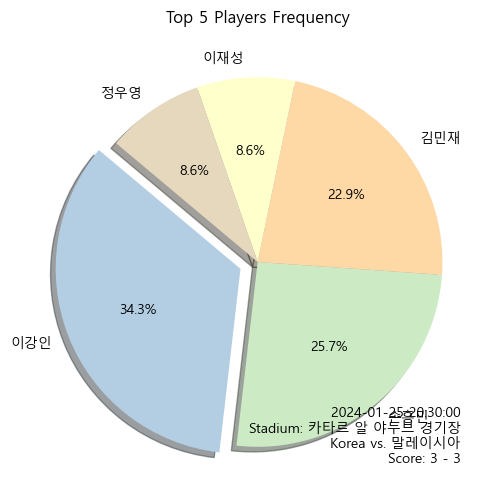 Top 5 Players Frequency
이재성
정우영
김민재
8.6%
8.6%
22.9%
34.3%
이강인
25.7%
2024-01-25 20:30:00
Stadium: 카타르 알 야누브 경기장
Korea vs. 말레이시아
Score: 3 - 3